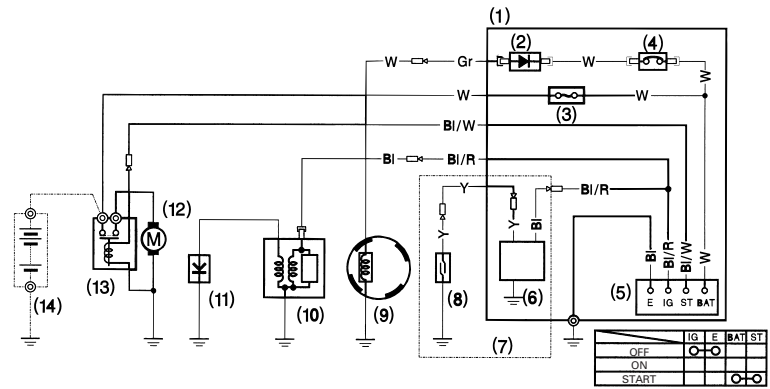 (1)
(2)
(4)
W
Gr
W
W
W
W
(3)
Bl/W
Bl
Bl/R
Y
Bl/R
(12)
M
Y
Y
Bl
Bl
Bl/R
Bl/W
W
(14)
(13)
(11)
(10)
(9)
(8)
(6)
(5)
E IG ST BAT
(7)
IG E BAT ST
OFF
ON
START